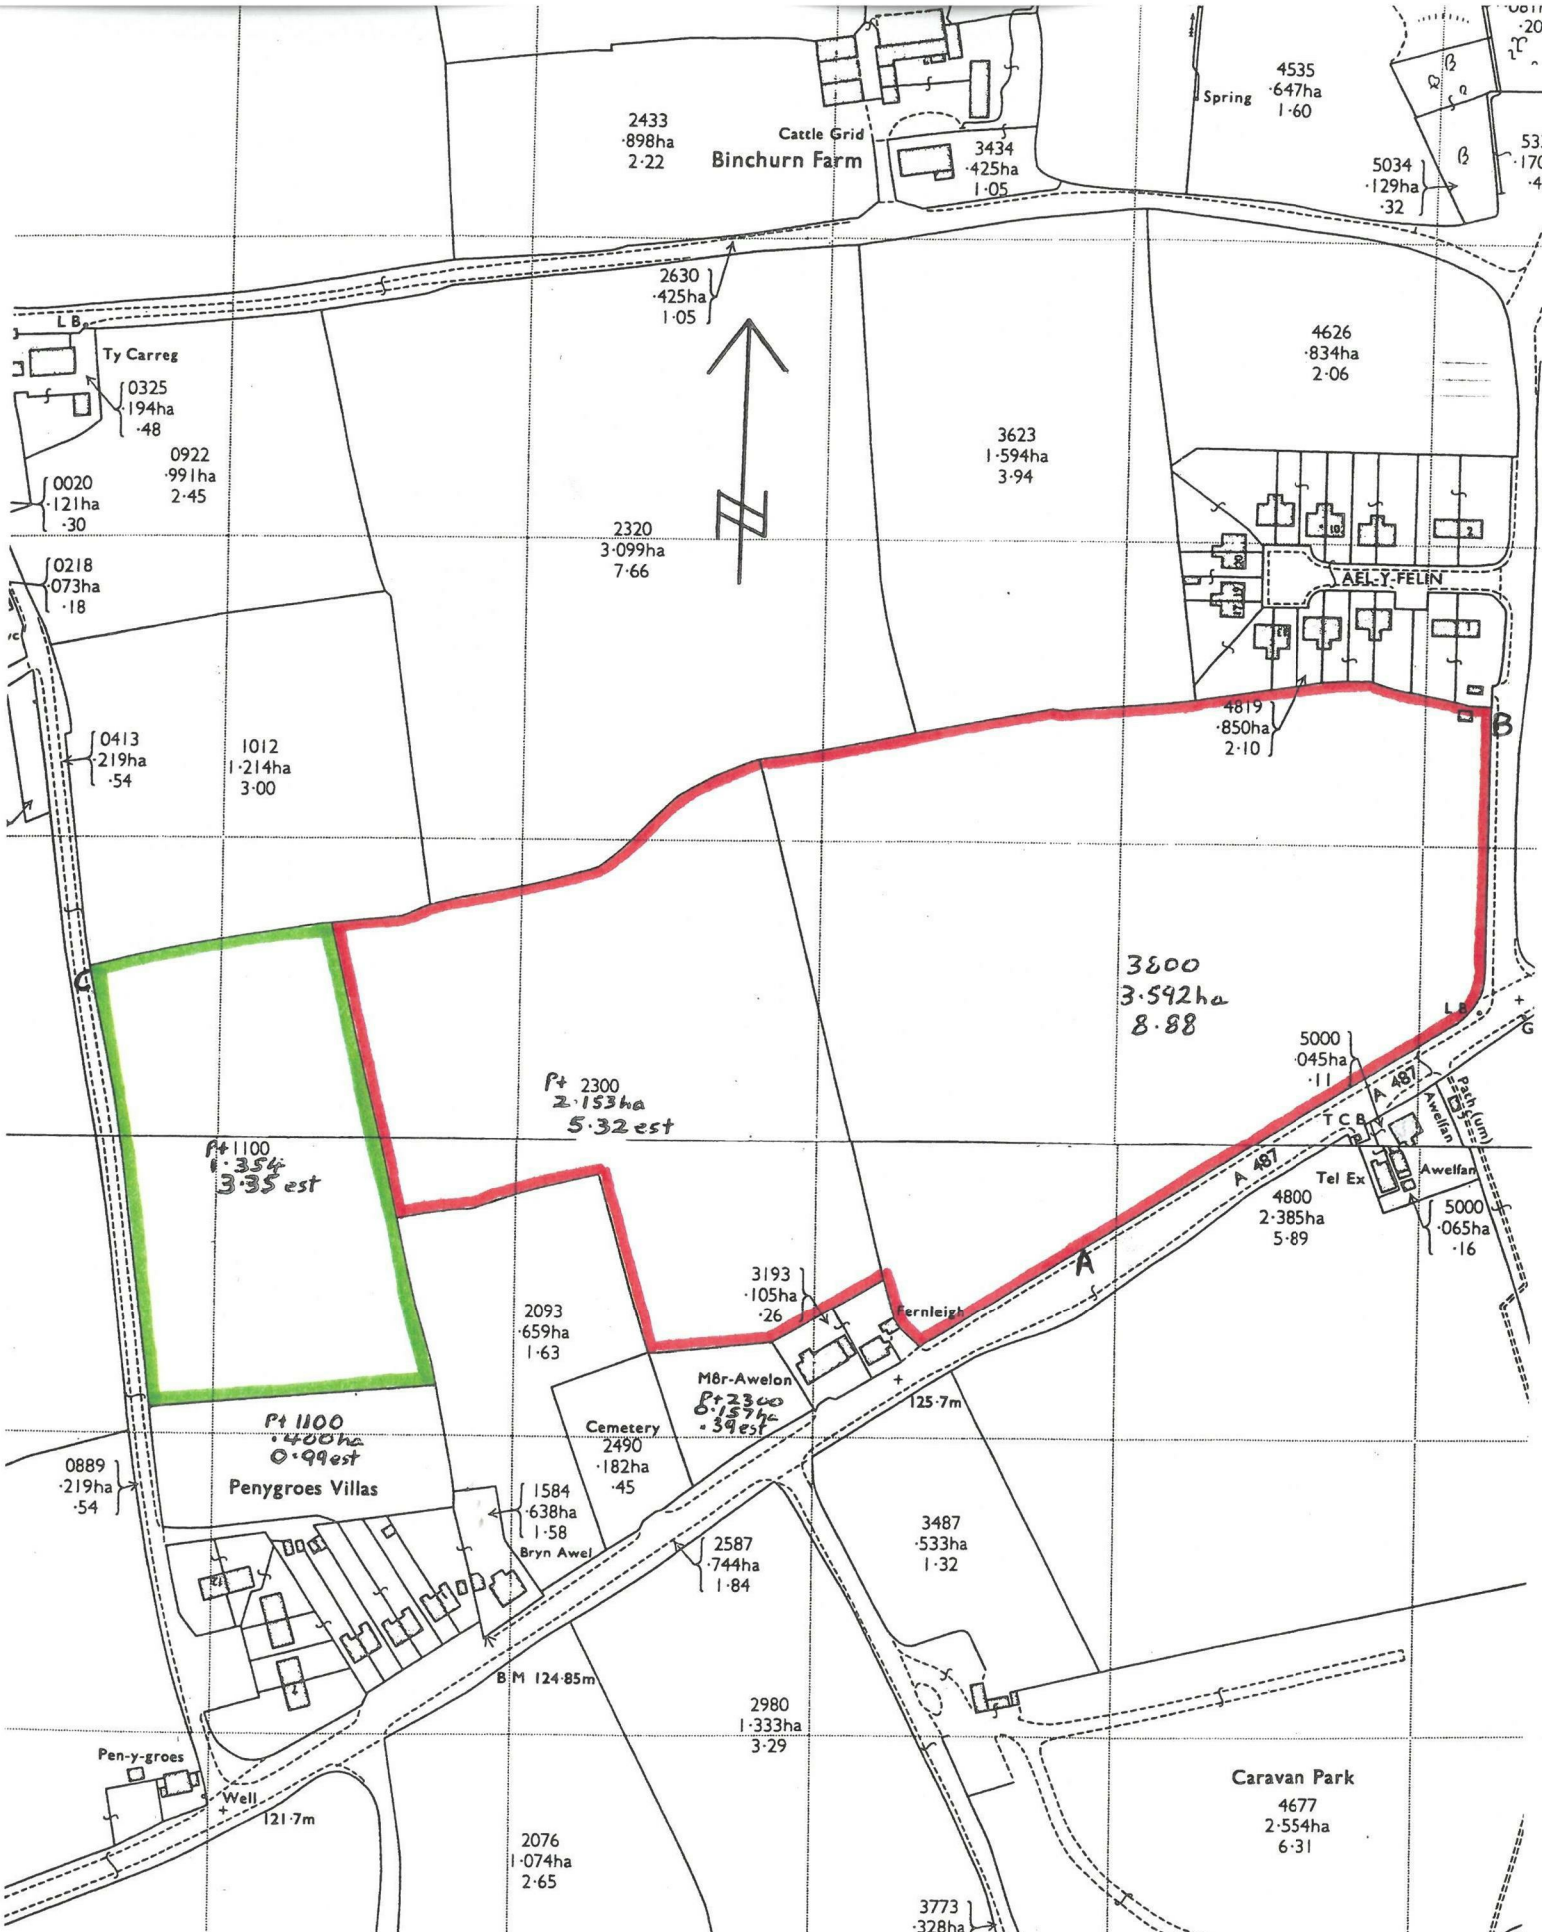 ·20
4535
·647ha
1·60
Spring
2433
·898ha
2·22
Cattle Grid
Binchurn Farm
3434
·425ha
1·05
5034
·129ha
·32
B
B
2630
·425ha
1·05
L B
Ty Carreg
0325
·194ha
·48
4626
·834ha
2·06
0922
·991ha
2·45
3623
1·594ha
3·94
0020
·121ha
·30
2320
3·099ha
7·66
0218
·073ha
·18
AEL-Y-FELIN
4819
·850ha
2·10
B
0413
·219ha
·54
1012
1·214ha
3·00
C
3800
3·592ha
8·88
L B
G
5000
·045ha
·11
A 487
Pt 2300
2·153ha
5·32 est
Path (um)
Awelfan
T C B
A 487
Tel Ex
Awelfan
Pt 1100
1·354
3·35 est
4800
2·385ha
5·89
5000
·065ha
·16
A
3193
·105ha
·26
Fernleigh
2093
·659ha
1·63
Môr-Awelon
Pt 2300
0·157ha
·39est
125·7m
Pt 1100
·400ha
0·99est
Cemetery
2490
·182ha
·45
0889
·219ha
·54
Penygroes Villas
1584
·638ha
1·58
Bryn Awel
2587
·744ha
1·84
3487
·533ha
1·32
B M 124·85m
2980
1·333ha
3·29
Pen-y-groes
Well
121·7m
Caravan Park
4677
2·554ha
6·31
2076
1·074ha
2·65
3773
·328ha